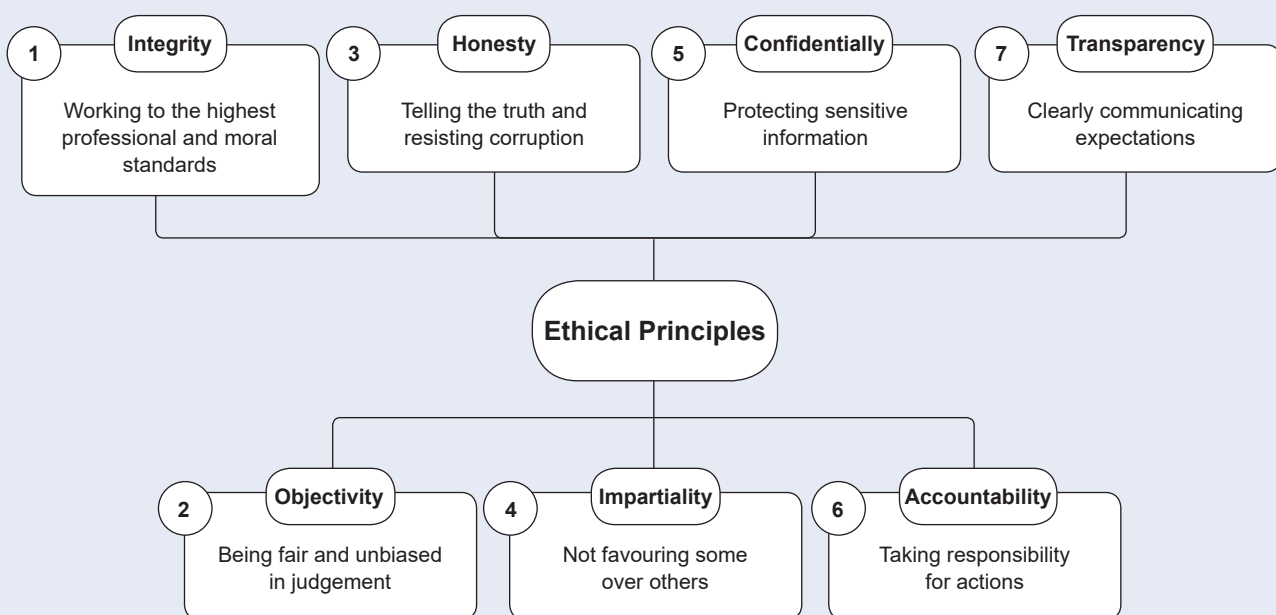 1
Integrity
Working to the highest
professional and moral
standards
3
Honesty
Telling the truth and
resisting corruption
5
Confidentially
Protecting sensitive
information
7
Transparency
Clearly communicating
expectations
Ethical Principles
2
Objectivity
Being fair and unbiased
in judgement
4
Impartiality
Not favouring some
over others
6
Accountability
Taking responsibility
for actions